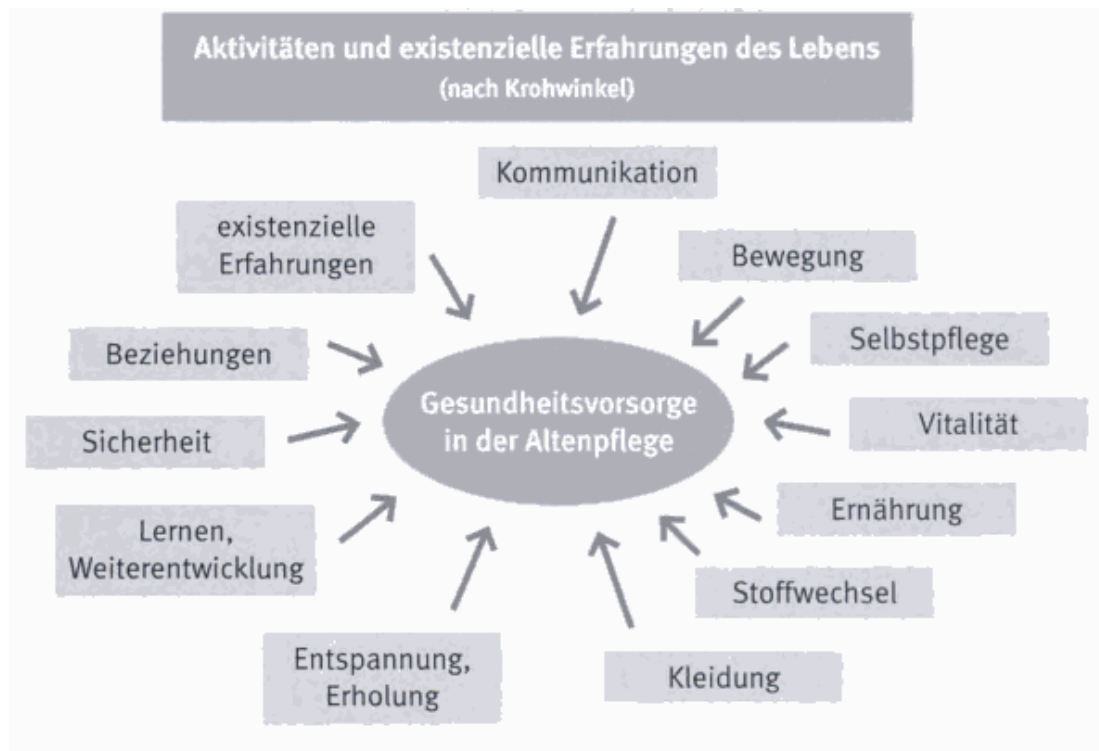 Aktivitäten und existenzielle Erfahrungen des Lebens
(nach Krohwinkel)
Kommunikation
existenzielle
Erfahrungen
Bewegung
Beziehungen
Selbstpflege
Gesundheitsvorsorge
in der Altenpflege
Sicherheit
Vitalität
Lernen,
Weiterentwicklung
Ernährung
Stoffwechsel
Entspannung,
Erholung
Kleidung